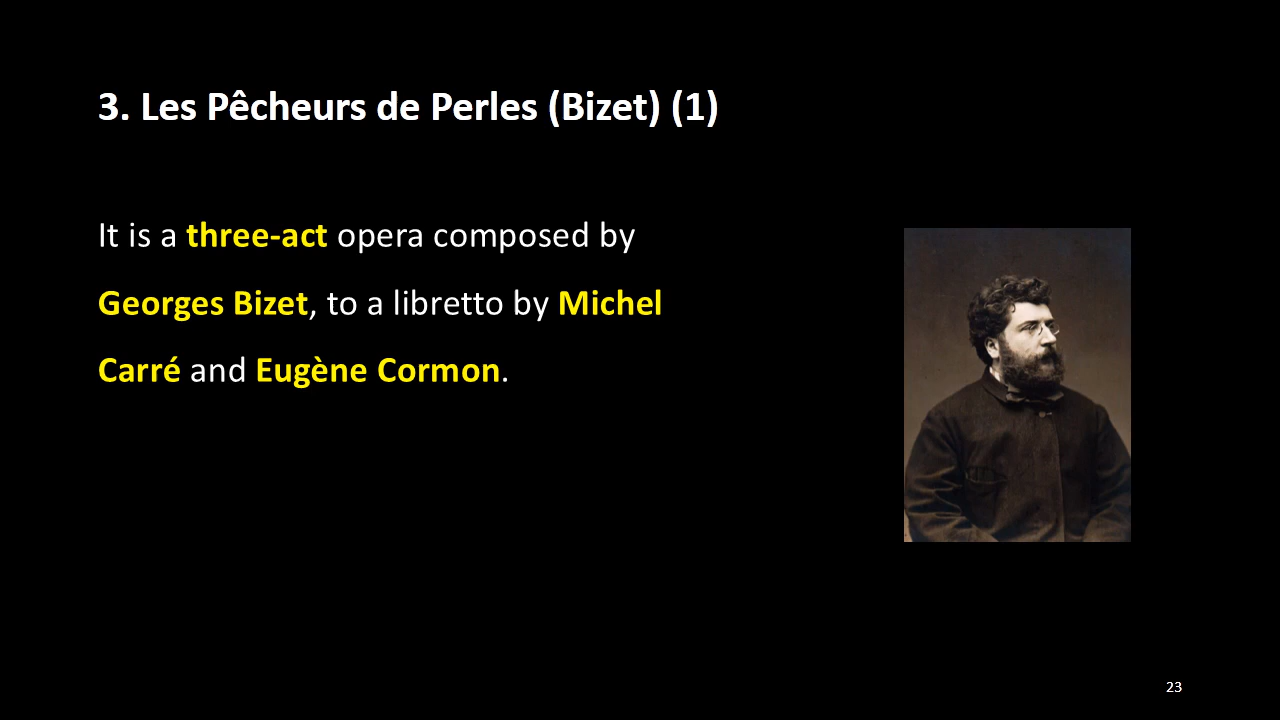 3. Les Pêcheurs de Perles (Bizet) (1)
It is a three-act opera composed by
Georges Bizet, to a libretto by Michel
Carré and Eugène Cormon.
23